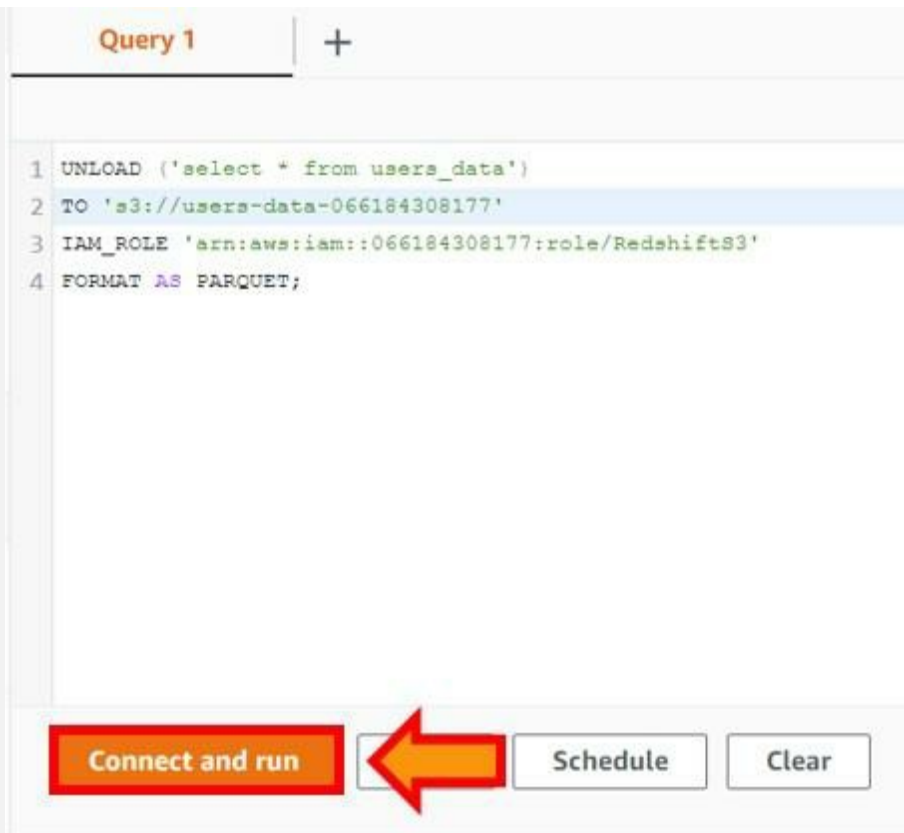 Query 1 +
1 UNLOAD ('select * from users_data')
2 TO 's3://users-data-066184308177'
3 IAM_ROLE 'arn:aws:iam::066184308177:role/RedshiftS3'
4 FORMAT AS PARQUET;
Connect and run Schedule Clear